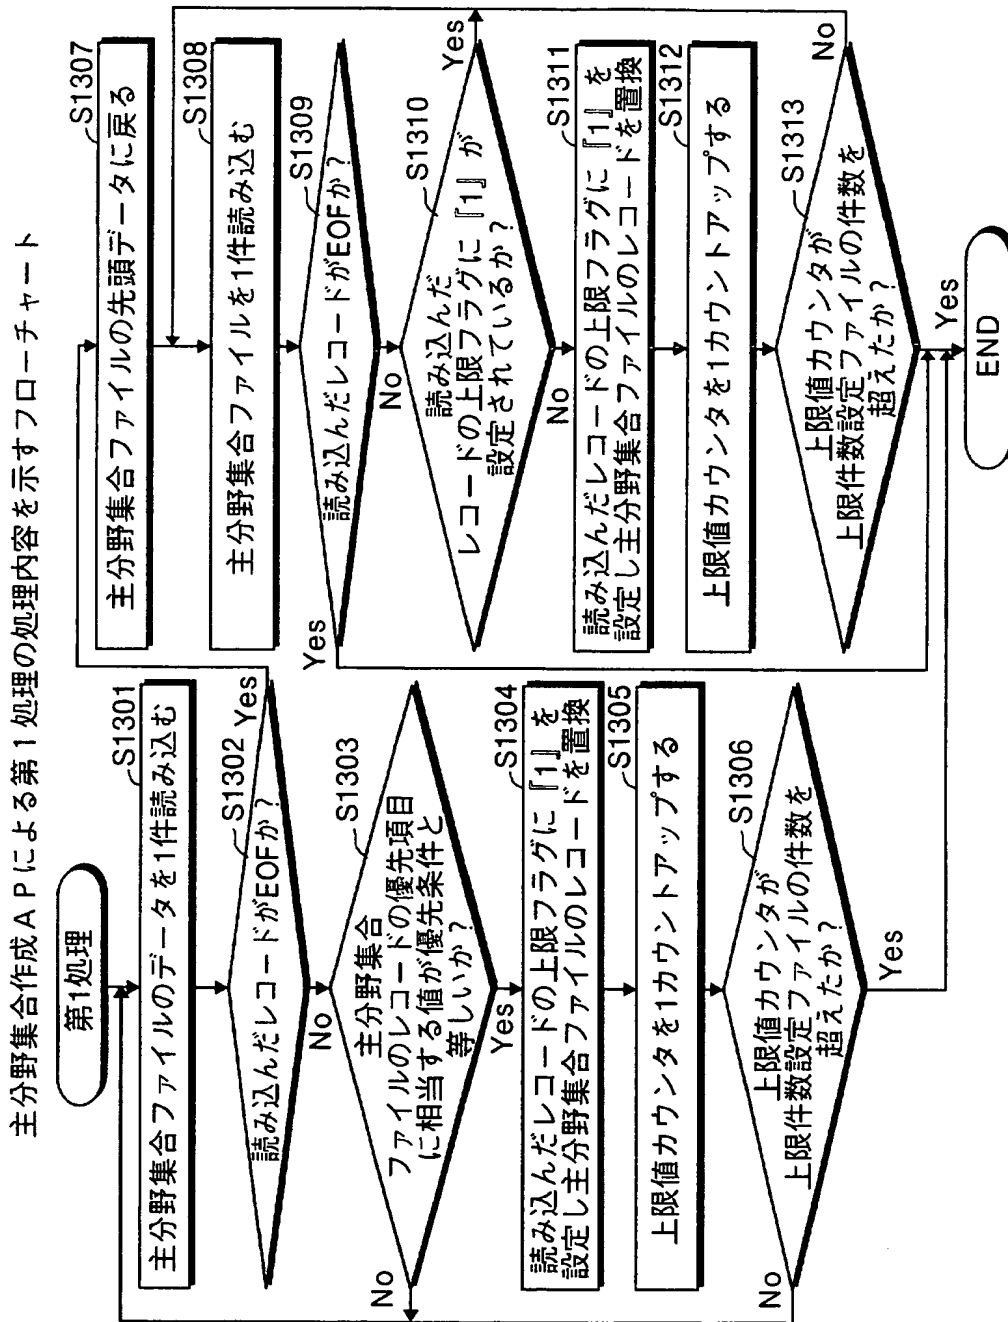 主分野集合作成APによる第1処理の処理内容を示すフローチャート
第1処理
S1301
主分野集合ファイルのデータを1件読み込む
S1302
読み込んだレコードがEOFか？
Yes
No
S1303
主分野集合
ファイルのレコードの優先項目
に相当する値が優先条件と
等しいか？
No
Yes
S1304
読み込んだレコードの上限フラグに『1』を
設定し主分野集合ファイルのレコードを置換
S1305
上限値カウンタを1カウントアップする
S1306
上限値カウンタが
上限件数設定ファイルの件数を
超えたか？
No
Yes
S1307
主分野集合ファイルの先頭データに戻る
S1308
主分野集合ファイルを1件読み込む
S1309
読み込んだレコードがEOFか？
Yes
No
S1310
読み込んだ
レコードの上限フラグに『1』が
設定されているか？
Yes
No
S1311
読み込んだレコードの上限フラグに『1』を
設定し主分野集合ファイルのレコードを置換
S1312
上限値カウンタを1カウントアップする
S1313
上限値カウンタが
上限件数設定ファイルの件数を
超えたか？
No
Yes
END